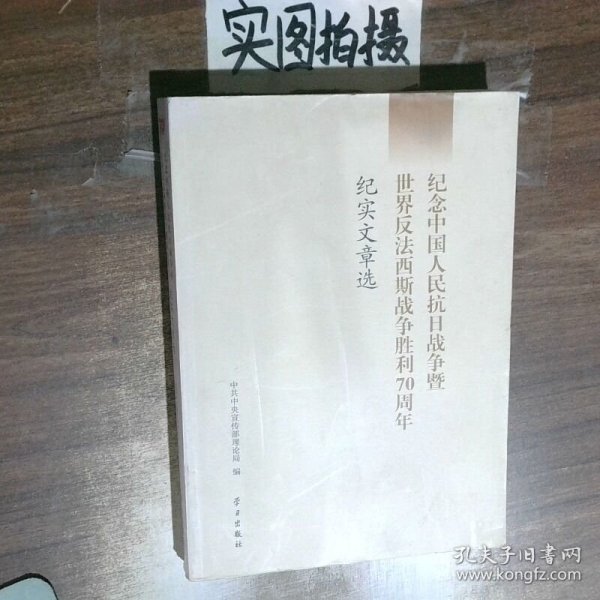 实图拍摄
纪念中国人民抗日战争暨
世界反法西斯战争胜利70周年
纪实文章选
中共中央宣传部理论局 编
学习出版社
孔夫子旧书网
www.kongfz.com